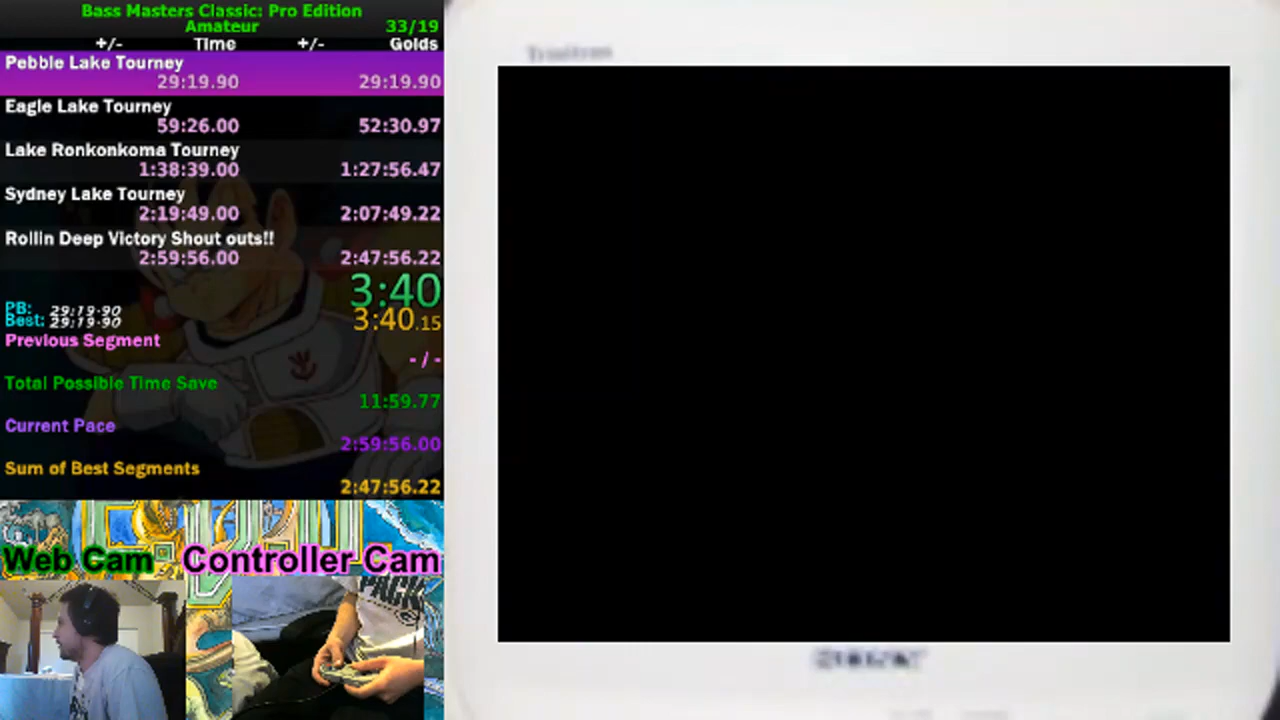 Bass Masters Classic: Pro Edition
Amateur 33/19
+/- Time +/- Golds
Pebble Lake Tourney
29:19.90 29:19.90
Eagle Lake Tourney
59:26.00 52:30.97
Lake Ronkonkoma Tourney
1:38:39.00 1:27:56.47
Sydney Lake Tourney
2:19:49.00 2:07:49.22
Rollin Deep Victory Shout outs!!
2:59:56.00 2:47:56.22
3:40
PB: 29:19.90
Best: 29:19.90
3:40.15
Previous Segment
- / -
Total Possible Time Save
11:59.77
Current Pace
2:59:56.00
Sum of Best Segments
2:47:56.22
Web Cam Controller Cam
PACK